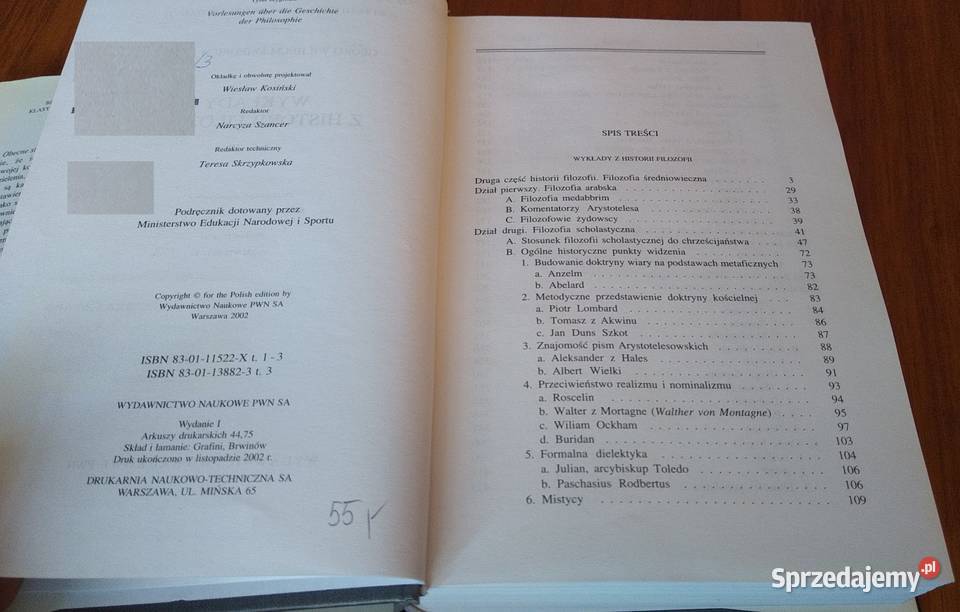 Vorlesungen über die Geschichte
der Philosophie
Okładkę i obwolutę projektował
Wiesław Kosiński
Redaktor
Narcyza Szancer
Redaktor techniczny
Teresa Skrzypkowska
Podręcznik dotowany przez
Ministerstwo Edukacji Narodowej i Sportu
Copyright © for the Polish edition by
Wydawnictwo Naukowe PWN SA
Warszawa 2002
ISBN 83-01-11522-X t. 1-3
ISBN 83-01-13882-3 t. 3
WYDAWNICTWO NAUKOWE PWN SA
Wydanie I
Arkuszy drukarskich 44,75
Skład i łamanie: Grafini, Brwinów
Druk ukończono w listopadzie 2002 r.
DRUKARNIA NAUKOWO-TECHNICZNA SA
WARSZAWA, UL. MIŃSKA 65
55
SPIS TREŚCI
WYKŁADY Z HISTORII FILOZOFII
Druga część historii filozofii. Filozofia średniowieczna . . . . . . . 3
Dział pierwszy. Filozofia arabska . . . . . . . 29
A. Filozofia medabbrim . . . . . . . 33
B. Komentatorzy Arystotelesa . . . . . . . 38
C. Filozofowie żydowscy . . . . . . . 39
Dział drugi. Filozofia scholastyczna . . . . . . . 41
A. Stosunek filozofii scholastycznej do chrześcijaństwa . . . 47
B. Ogólne historyczne punkty widzenia . . . . . . . 72
1. Budowanie doktryny wiary na podstawach metaficznych 73
a. Anzelm . . . . . . . 73
b. Abelard . . . . . . . 82
2. Metodyczne przedstawienie doktryny kościelnej . . . 83
a. Piotr Lombard . . . . . . . 84
b. Tomasz z Akwinu . . . . . . . 86
c. Jan Duns Szkot . . . . . . . 87
3. Znajomość pism Arystotelesowskich . . . . . . . 88
a. Aleksander z Hales . . . . . . . 89
b. Albert Wielki . . . . . . . 91
4. Przeciwieństwo realizmu i nominalizmu . . . . . . . 93
a. Roscelin . . . . . . . 94
b. Walter z Mortagne (Walther von Montagne) . . . . 95
c. Wiliam Ockham . . . . . . . 97
d. Buridan . . . . . . . 103
5. Formalna dielektyka . . . . . . . 104
a. Julian, arcybiskup Toledo . . . . . . . 106
b. Paschasius Rodbertus . . . . . . . 106
6. Mistycy . . . . . . . 109
Sprzedajemy.pl